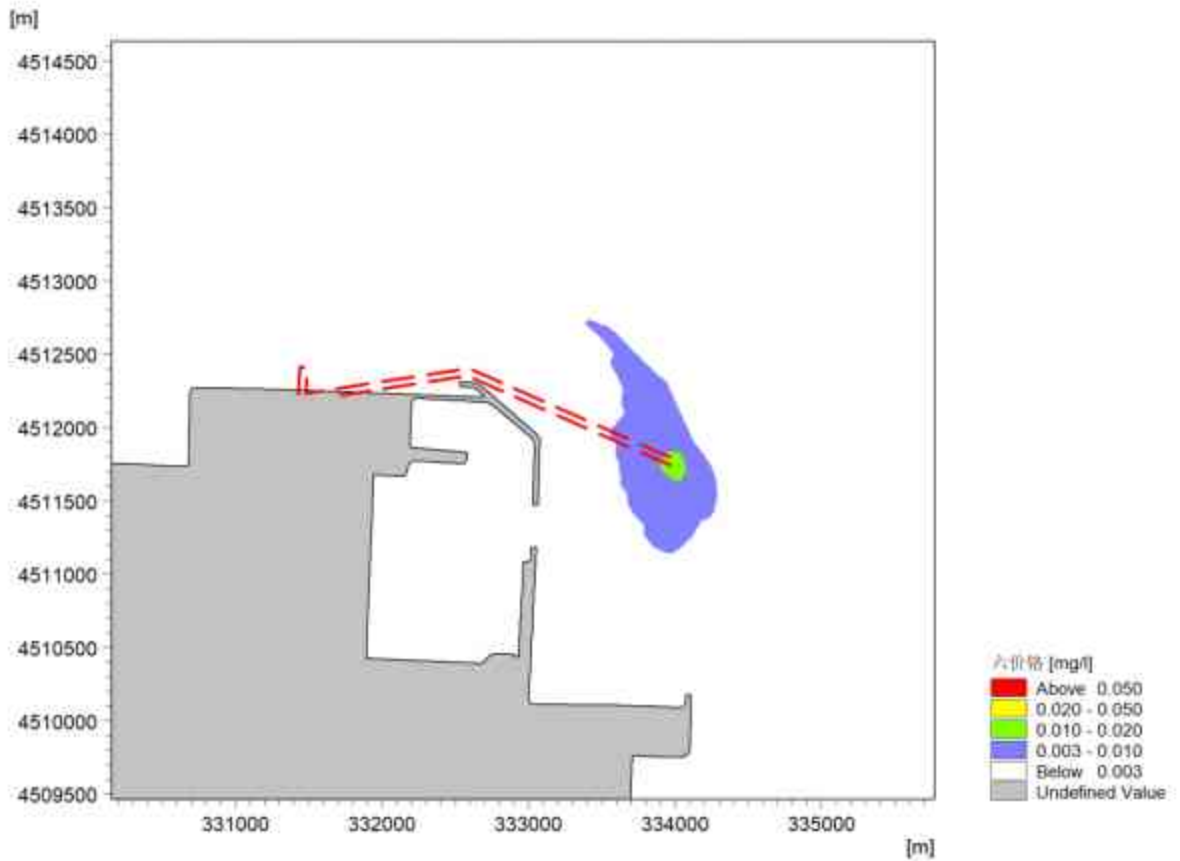 [m]
4514500
4514000
4513500
4513000
4512500
4512000
4511500
4511000
4510500
4510000
4509500
331000 332000 333000 334000 335000
[m]
六价铬 [mg/l]
Above 0.050
0.020 - 0.050
0.010 - 0.020
0.003 - 0.010
Below 0.003
Undefined Value